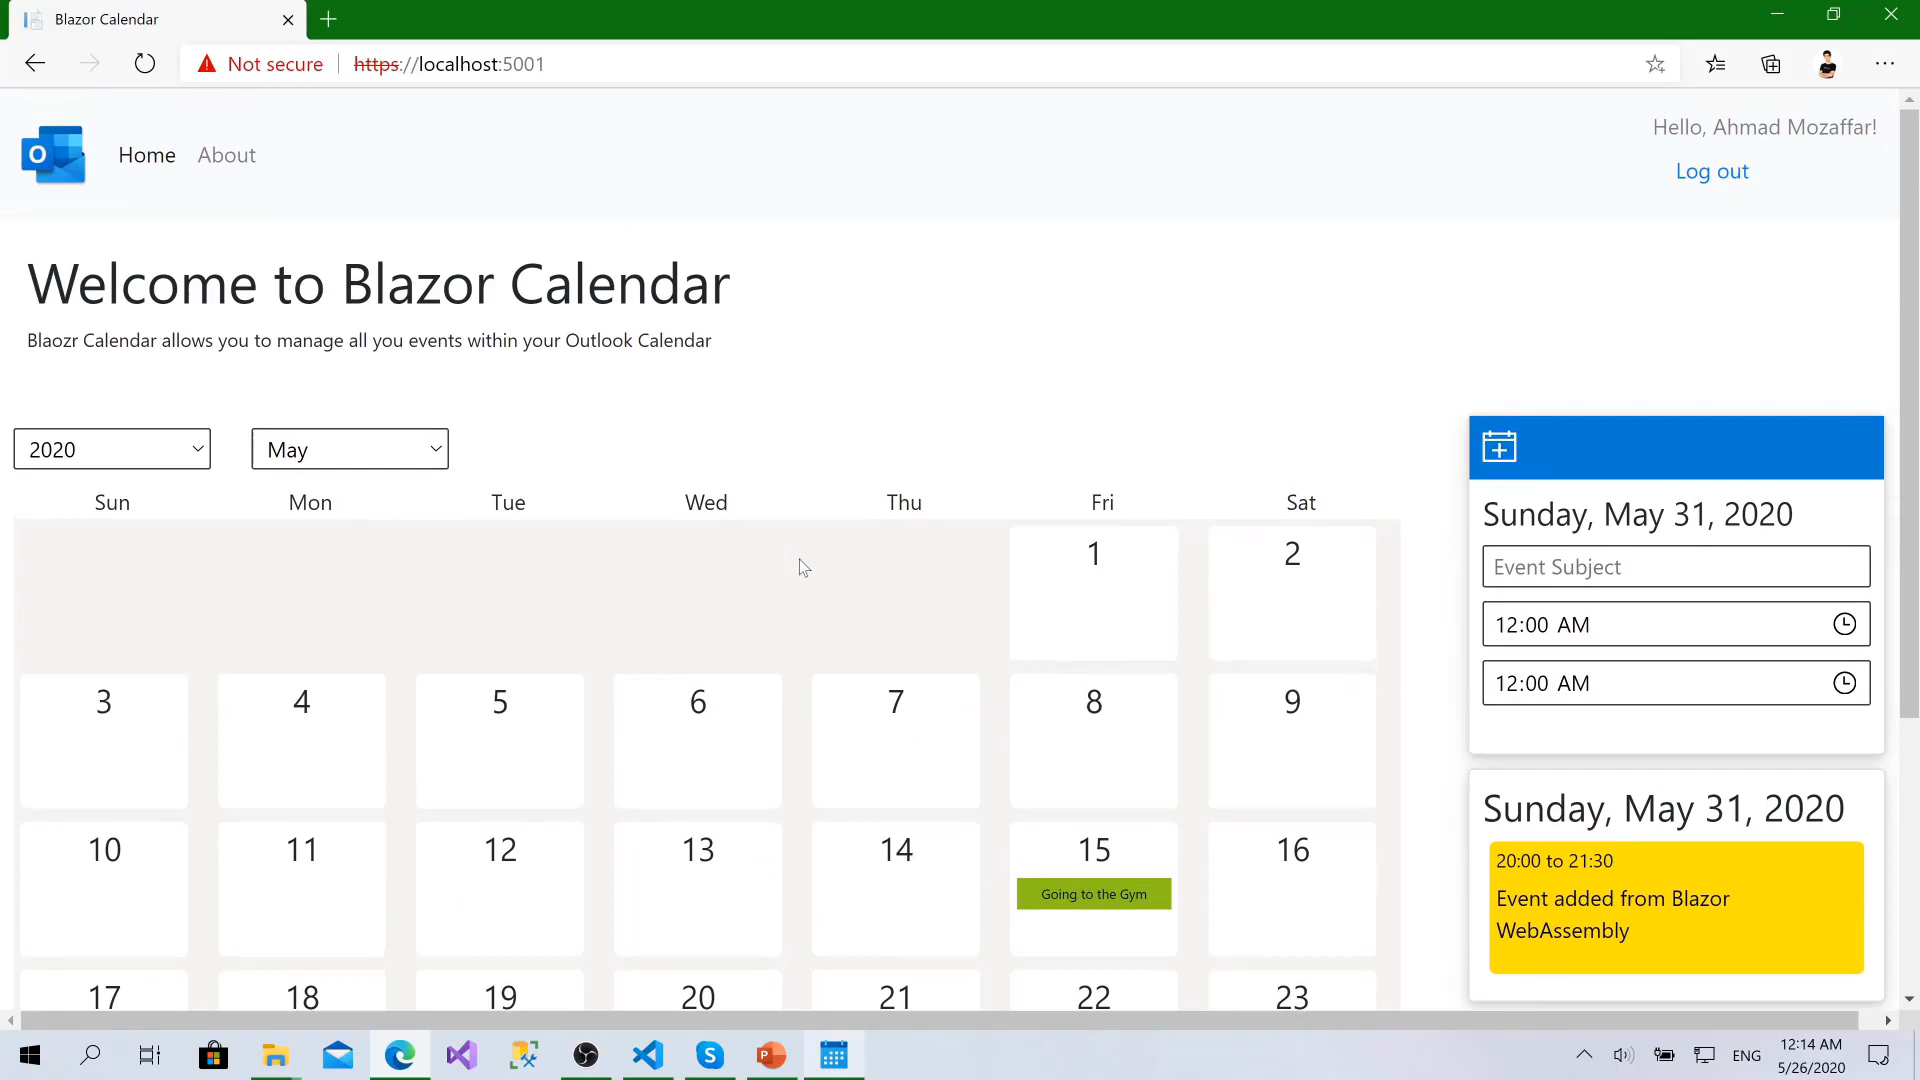 Blazor Calendar
Not secure
https://localhost:5001
O
Home
About
Hello, Ahmad Mozaffar!
Log out
Welcome to Blazor Calendar
Blaozr Calendar allows you to manage all you events within your Outlook Calendar
2020
May
Sun Mon Tue Wed Thu Fri Sat
1 2
3 4 5 6 7 8 9
10 11 12 13 14 15 16
Going to the Gym
17 18 19 20 21 22 23
Sunday, May 31, 2020
Event Subject
12:00 AM
12:00 AM
Sunday, May 31, 2020
20:00 to 21:30
Event added from Blazor
WebAssembly
S
P
ENG
12:14 AM
5/26/2020